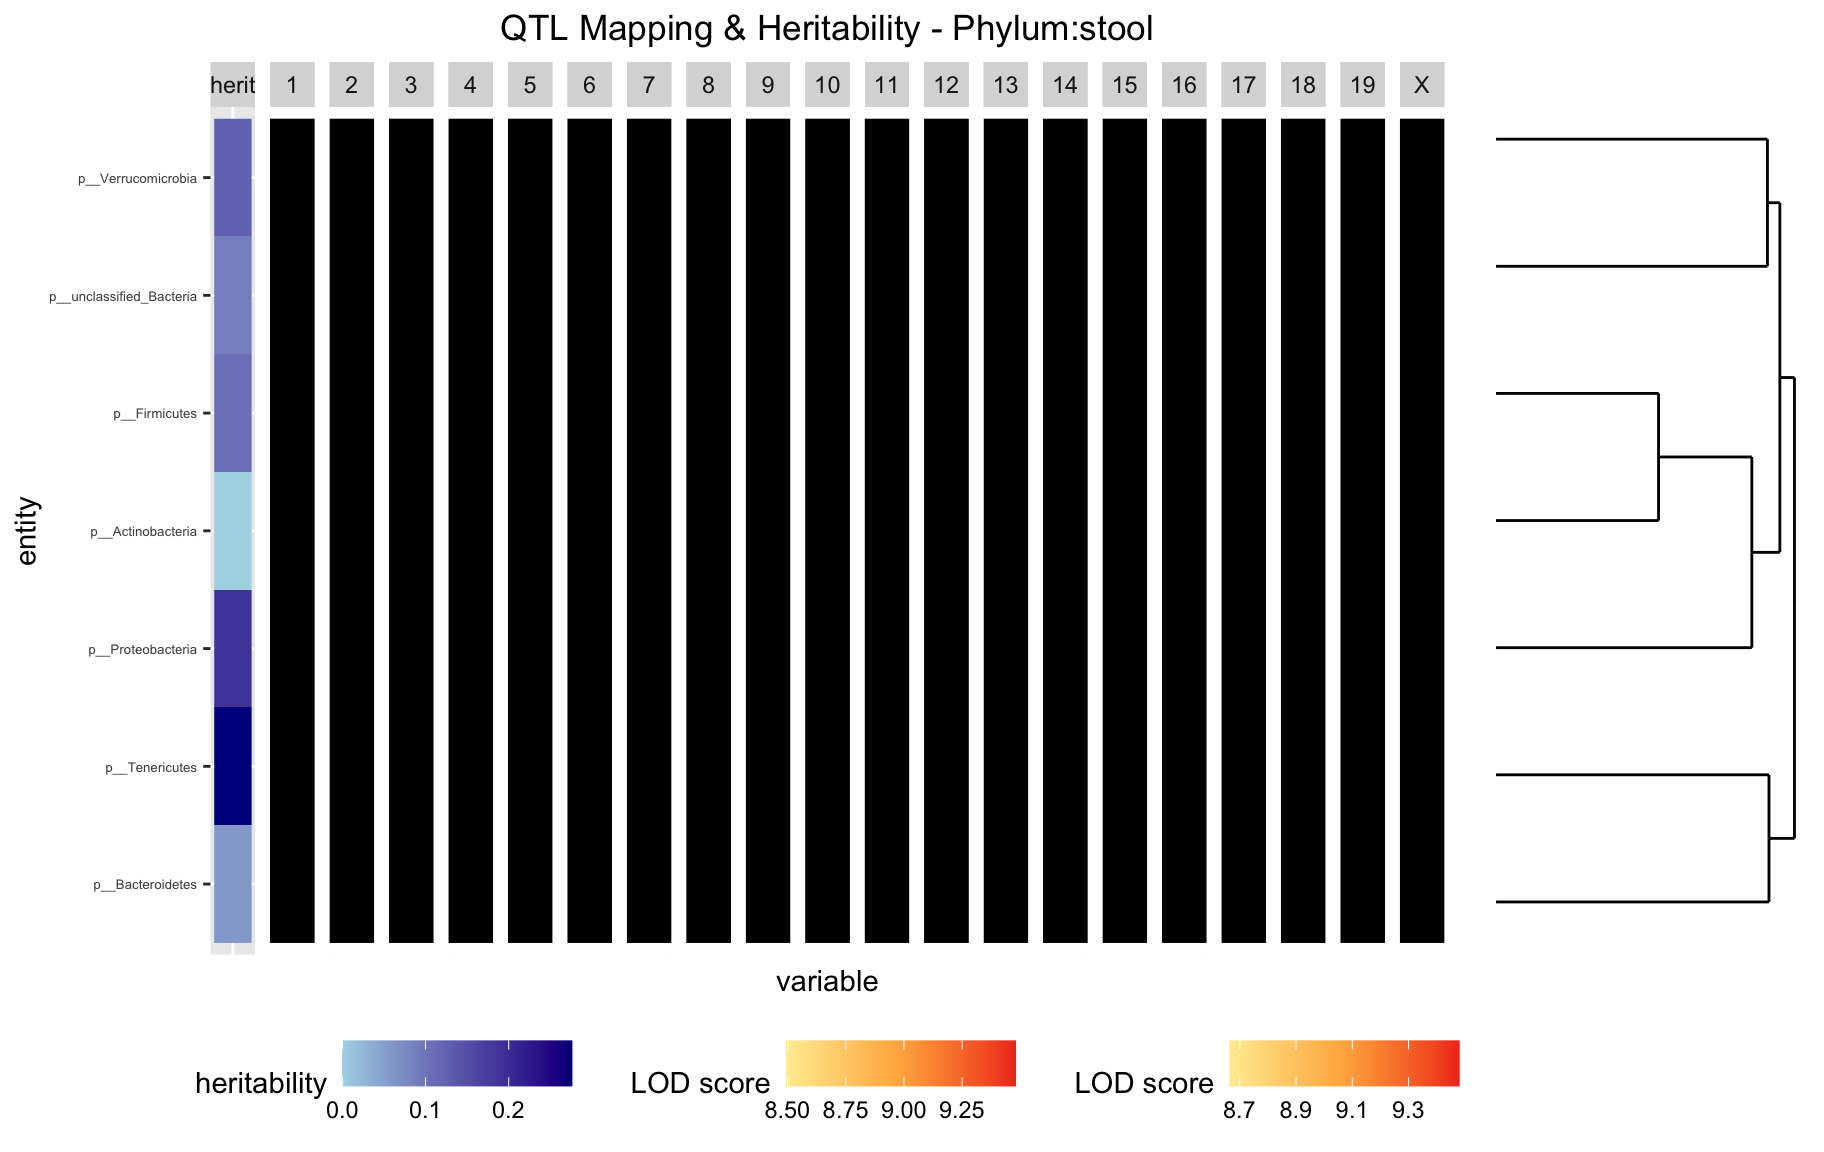 QTL Mapping & Heritability - Phylum:stool
herit 1 2 3 4 5 6 7 8 9 10 11 12 13 14 15 16 17 18 19 X
p__Verrucomicrobia
p__unclassified_Bacteria
p__Firmicutes
p__Actinobacteria
p__Proteobacteria
p__Tenericutes
p__Bacteroidetes
entity
variable
heritability
0.0 0.1 0.2
LOD score
8.50 8.75 9.00 9.25
LOD score
8.7 8.9 9.1 9.3